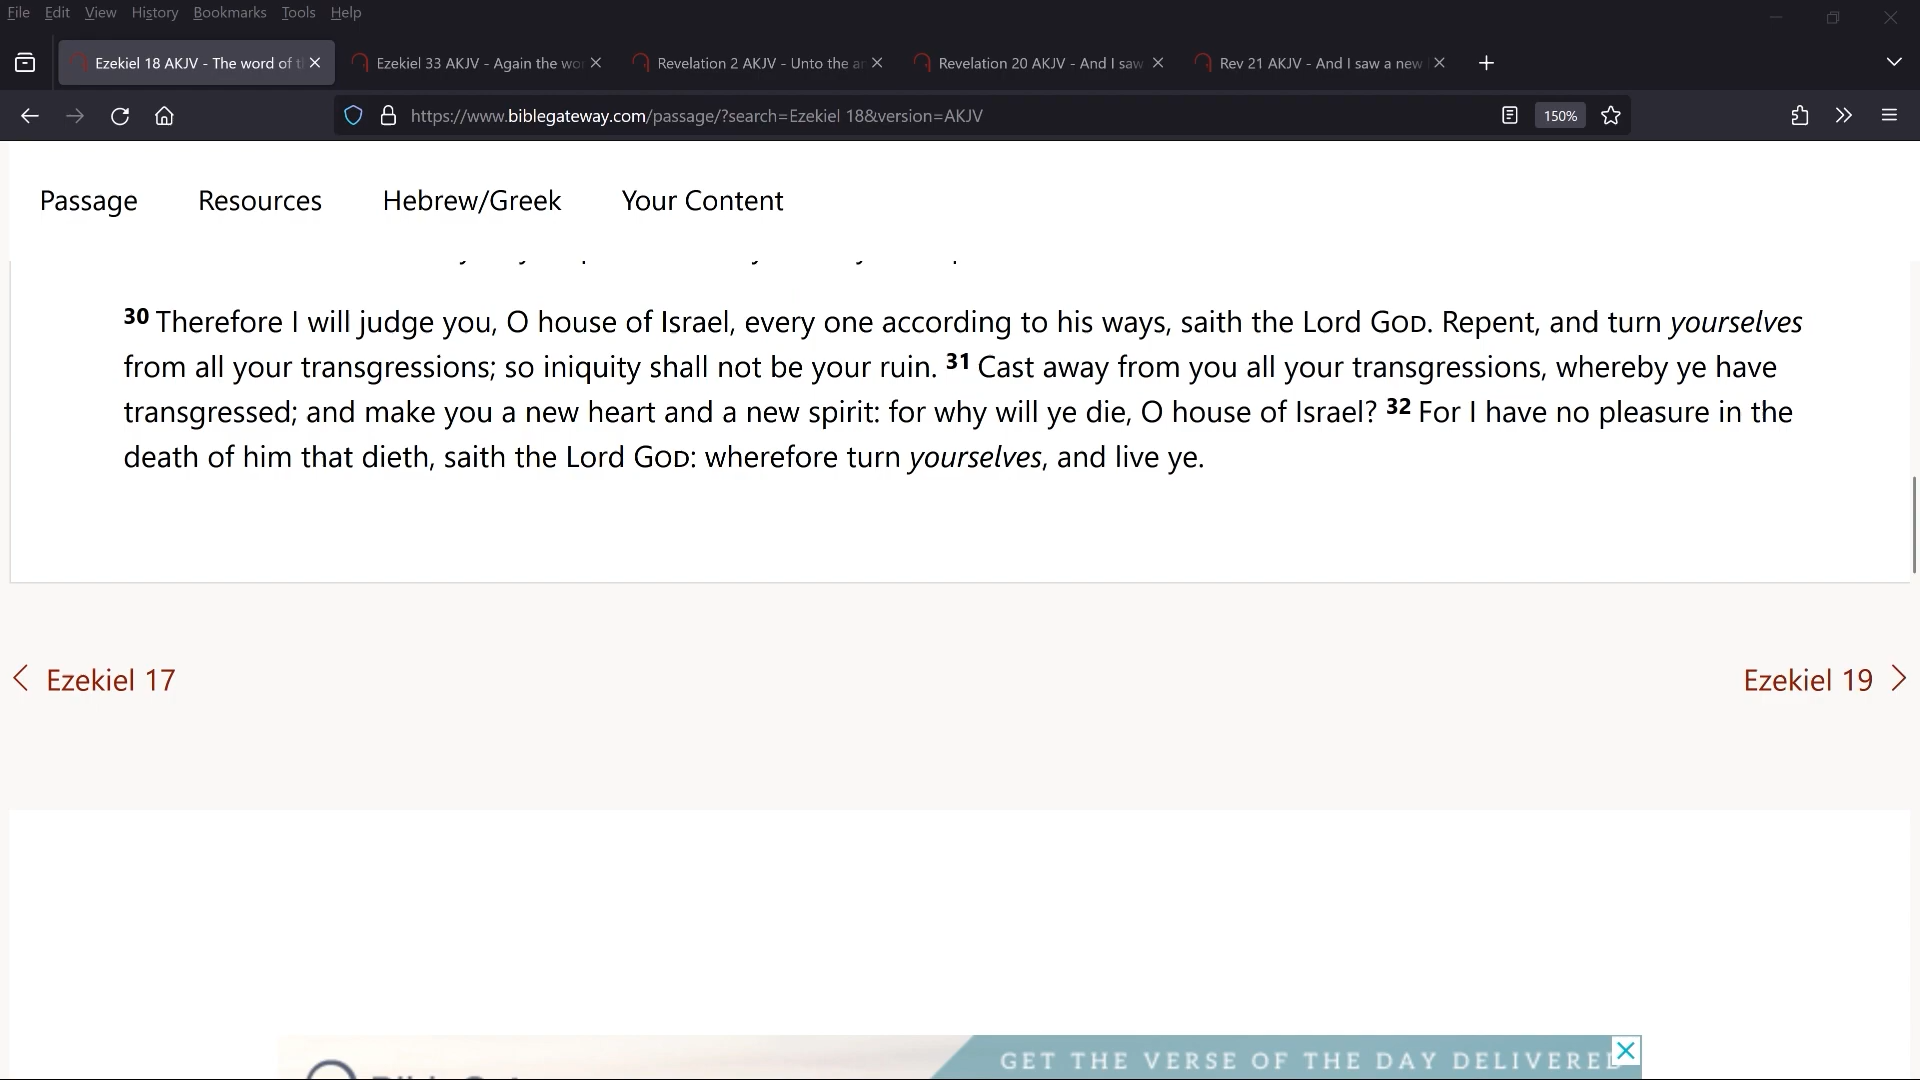 File Edit View History Bookmarks Tools Help
Ezekiel 18 AKJV - The word of t
Ezekiel 33 AKJV - Again the wor
Revelation 2 AKJV - Unto the a
Revelation 20 AKJV - And I saw
Rev 21 AKJV - And I saw a new
https://www.biblegateway.com/passage/?search=Ezekiel 18&version=AKJV
150%
Passage Resources Hebrew/Greek Your Content
30 Therefore I will judge you, O house of Israel, every one according to his ways, saith the Lord GOD. Repent, and turn yourselves
from all your transgressions; so iniquity shall not be your ruin. 31 Cast away from you all your transgressions, whereby ye have
transgressed; and make you a new heart and a new spirit: for why will ye die, O house of Israel? 32 For I have no pleasure in the
death of him that dieth, saith the Lord GOD: wherefore turn yourselves, and live ye.
Ezekiel 17
Ezekiel 19
GET THE VERSE OF THE DAY DELIVERED